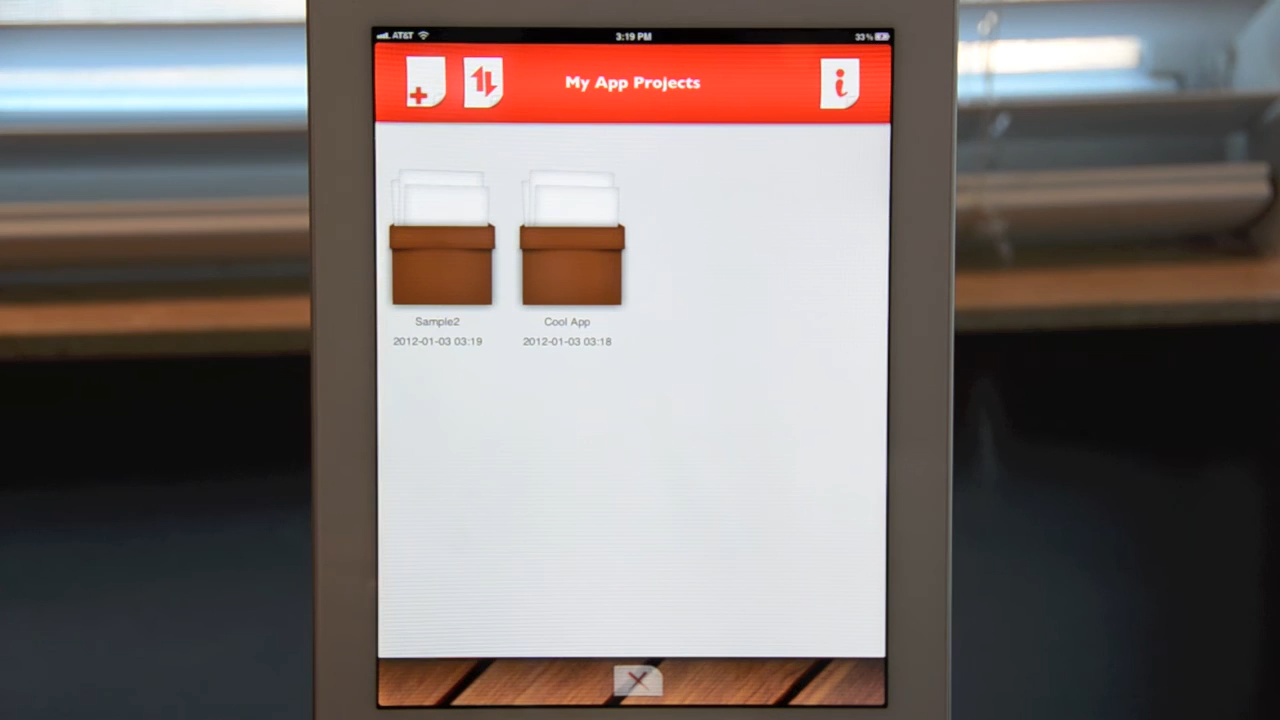 AT&T 3:19 PM 33%
My App Projects
Sample2
2012-01-03 03:19
Cool App
2012-01-03 03:18